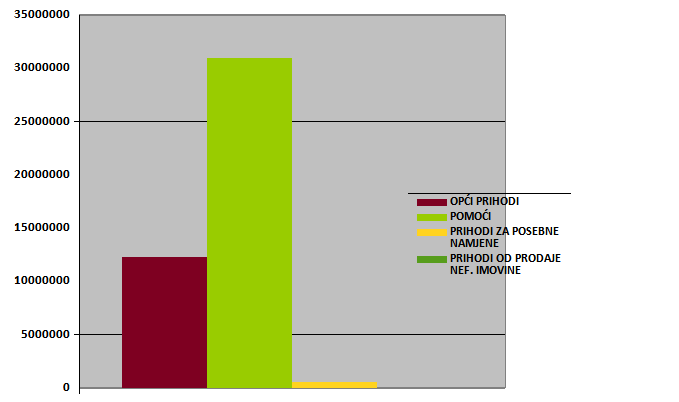 35000000
30000000
25000000
20000000
15000000
10000000
5000000
0
OPĆI PRIHODI
POMOĆI
PRIHODI ZA POSEBNE
NAMJENE
PRIHODI OD PRODAJE
NEF. IMOVINE